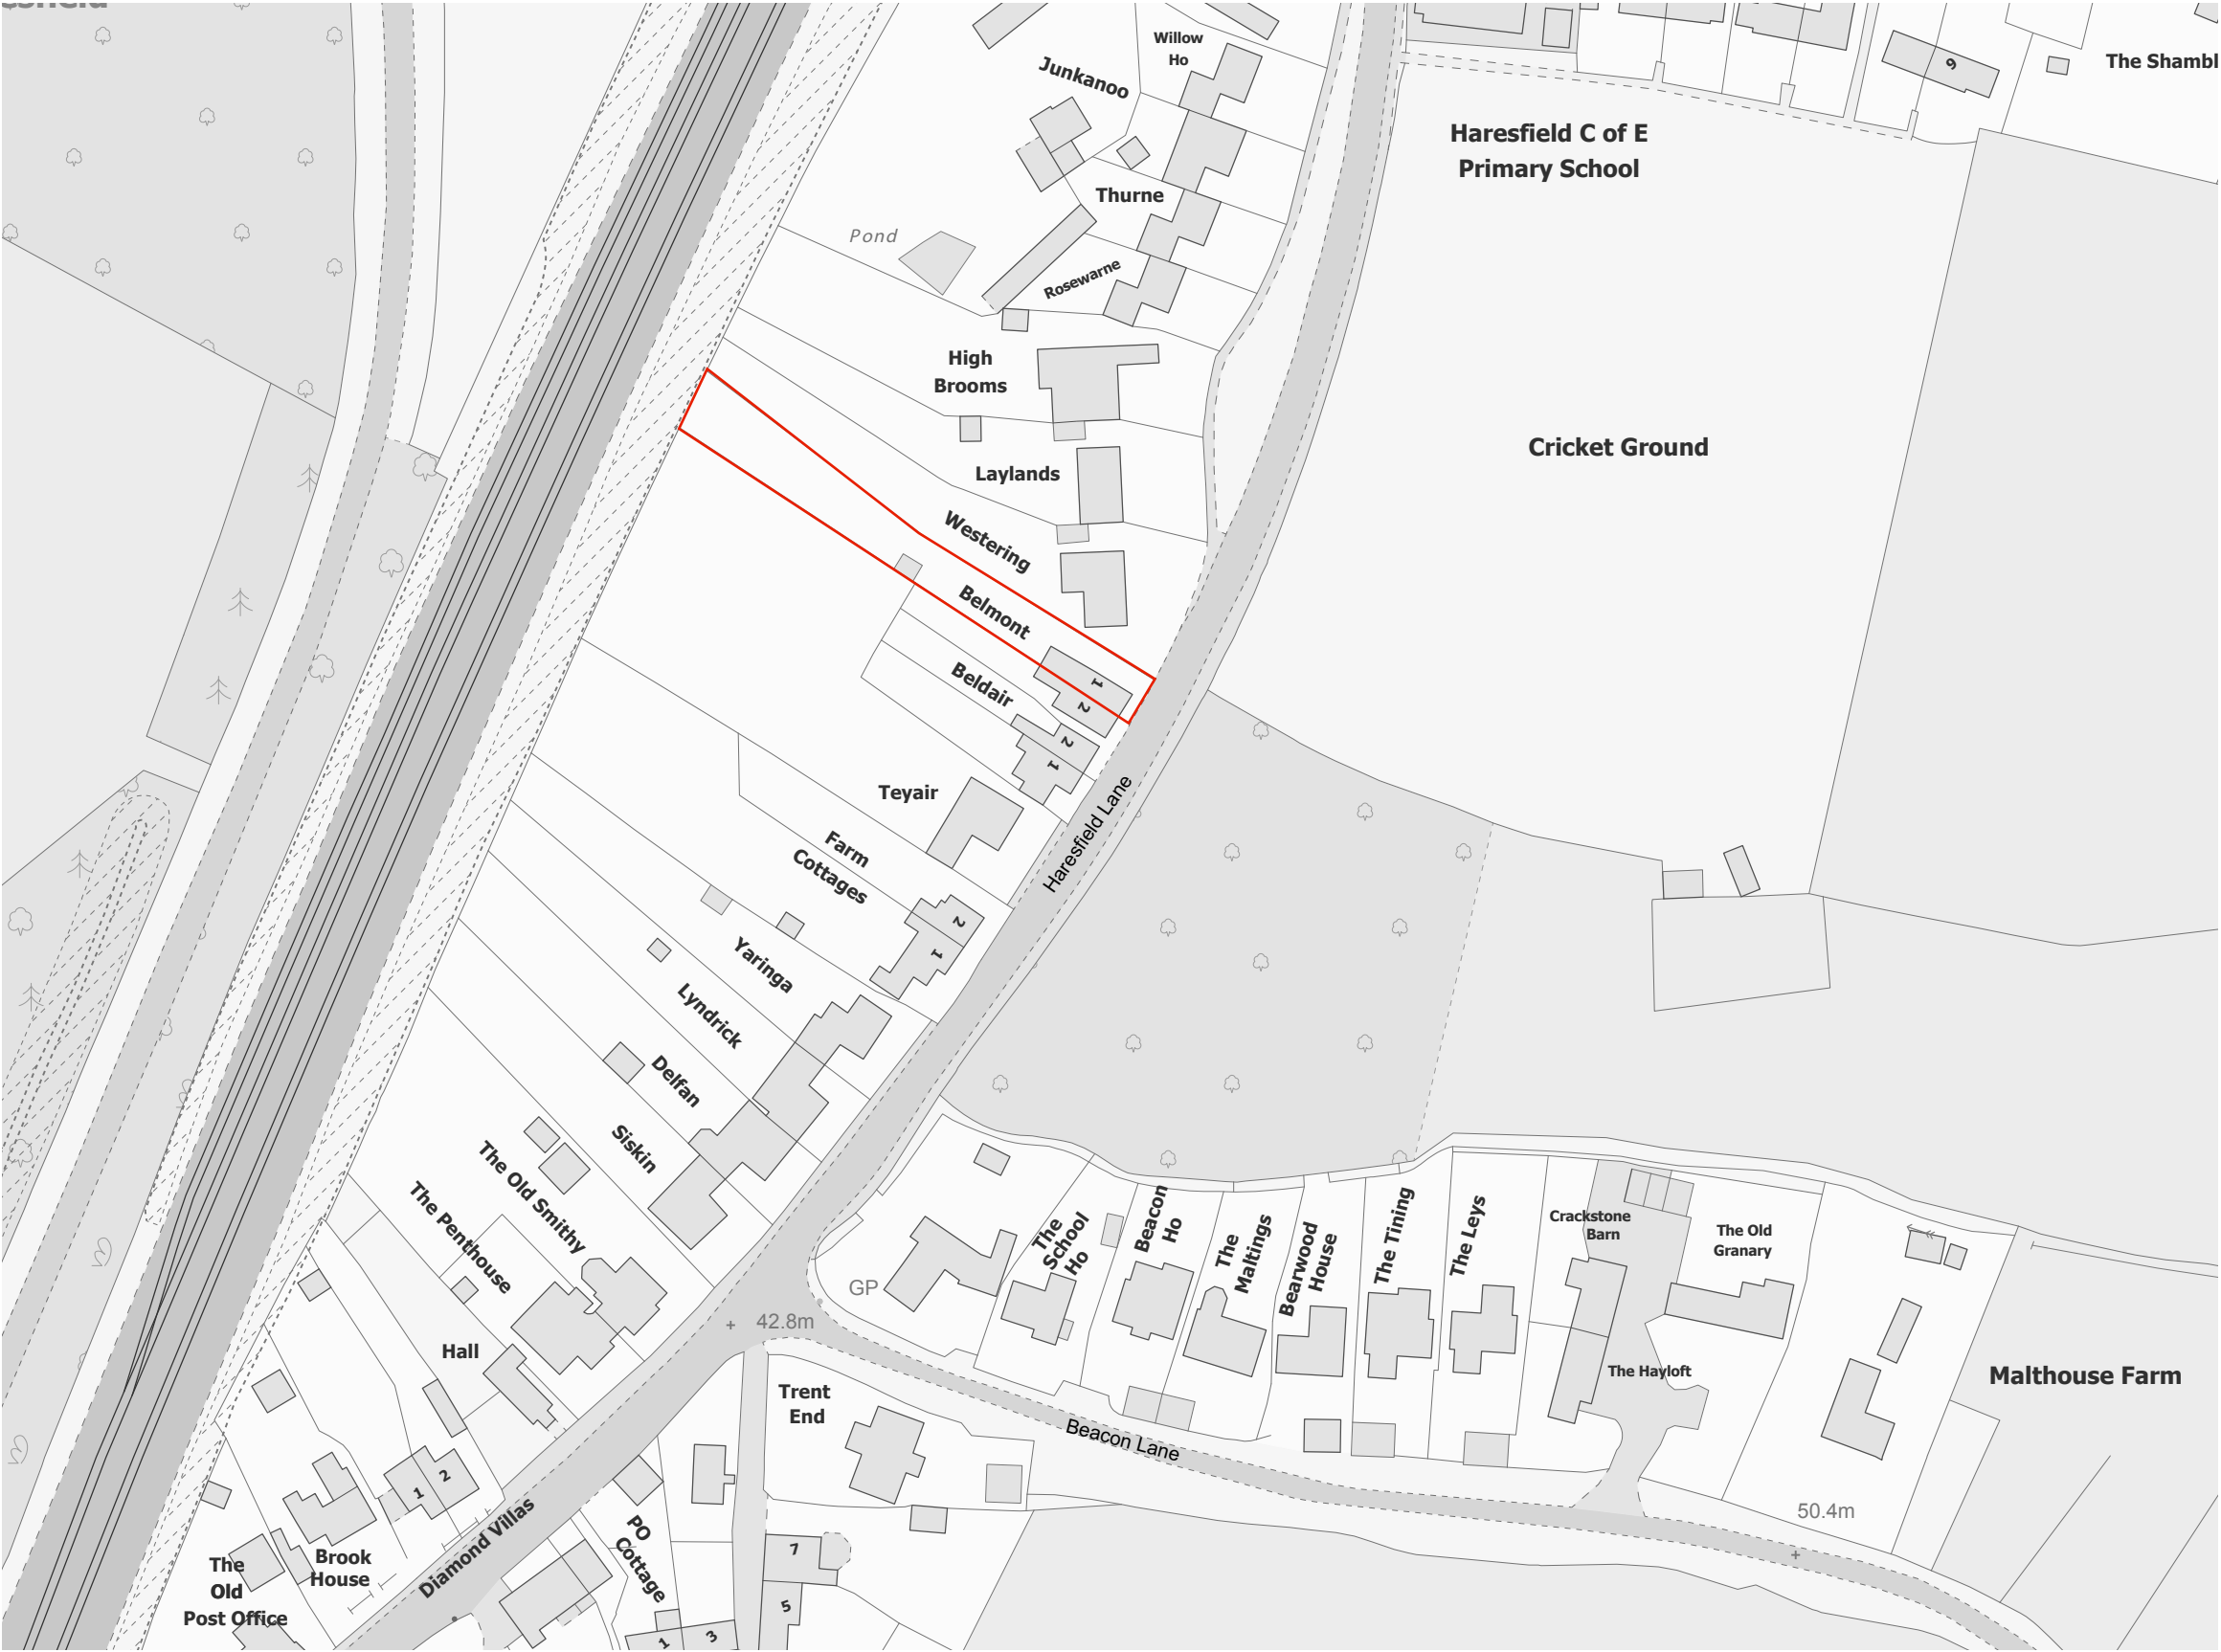 Willow
Ho
Junkanoo
9
The Shambl
Haresfield C of E
Primary School
Thurne
Pond
Rosewarne
High
Brooms
Cricket Ground
Laylands
Westering
Belmont
1
2
Beldair
2
1
Haresfield Lane
Teyair
Farm
Cottages
2
1
Yaringa
Lyndrick
Delfan
Siskin
The Old Smithy
The Penthouse
The
School
Ho
Beacon
Ho
The
Maltings
Bearwood
House
The Tining
The Leys
Crackstone
Barn
The Old
Granary
GP
42.8m
Hall
The Hayloft
Malthouse Farm
Trent
End
Beacon Lane
2
1
50.4m
Diamond Villas
PO
Cottage
7
Brook
House
The
Old
Post Office
5
3
1